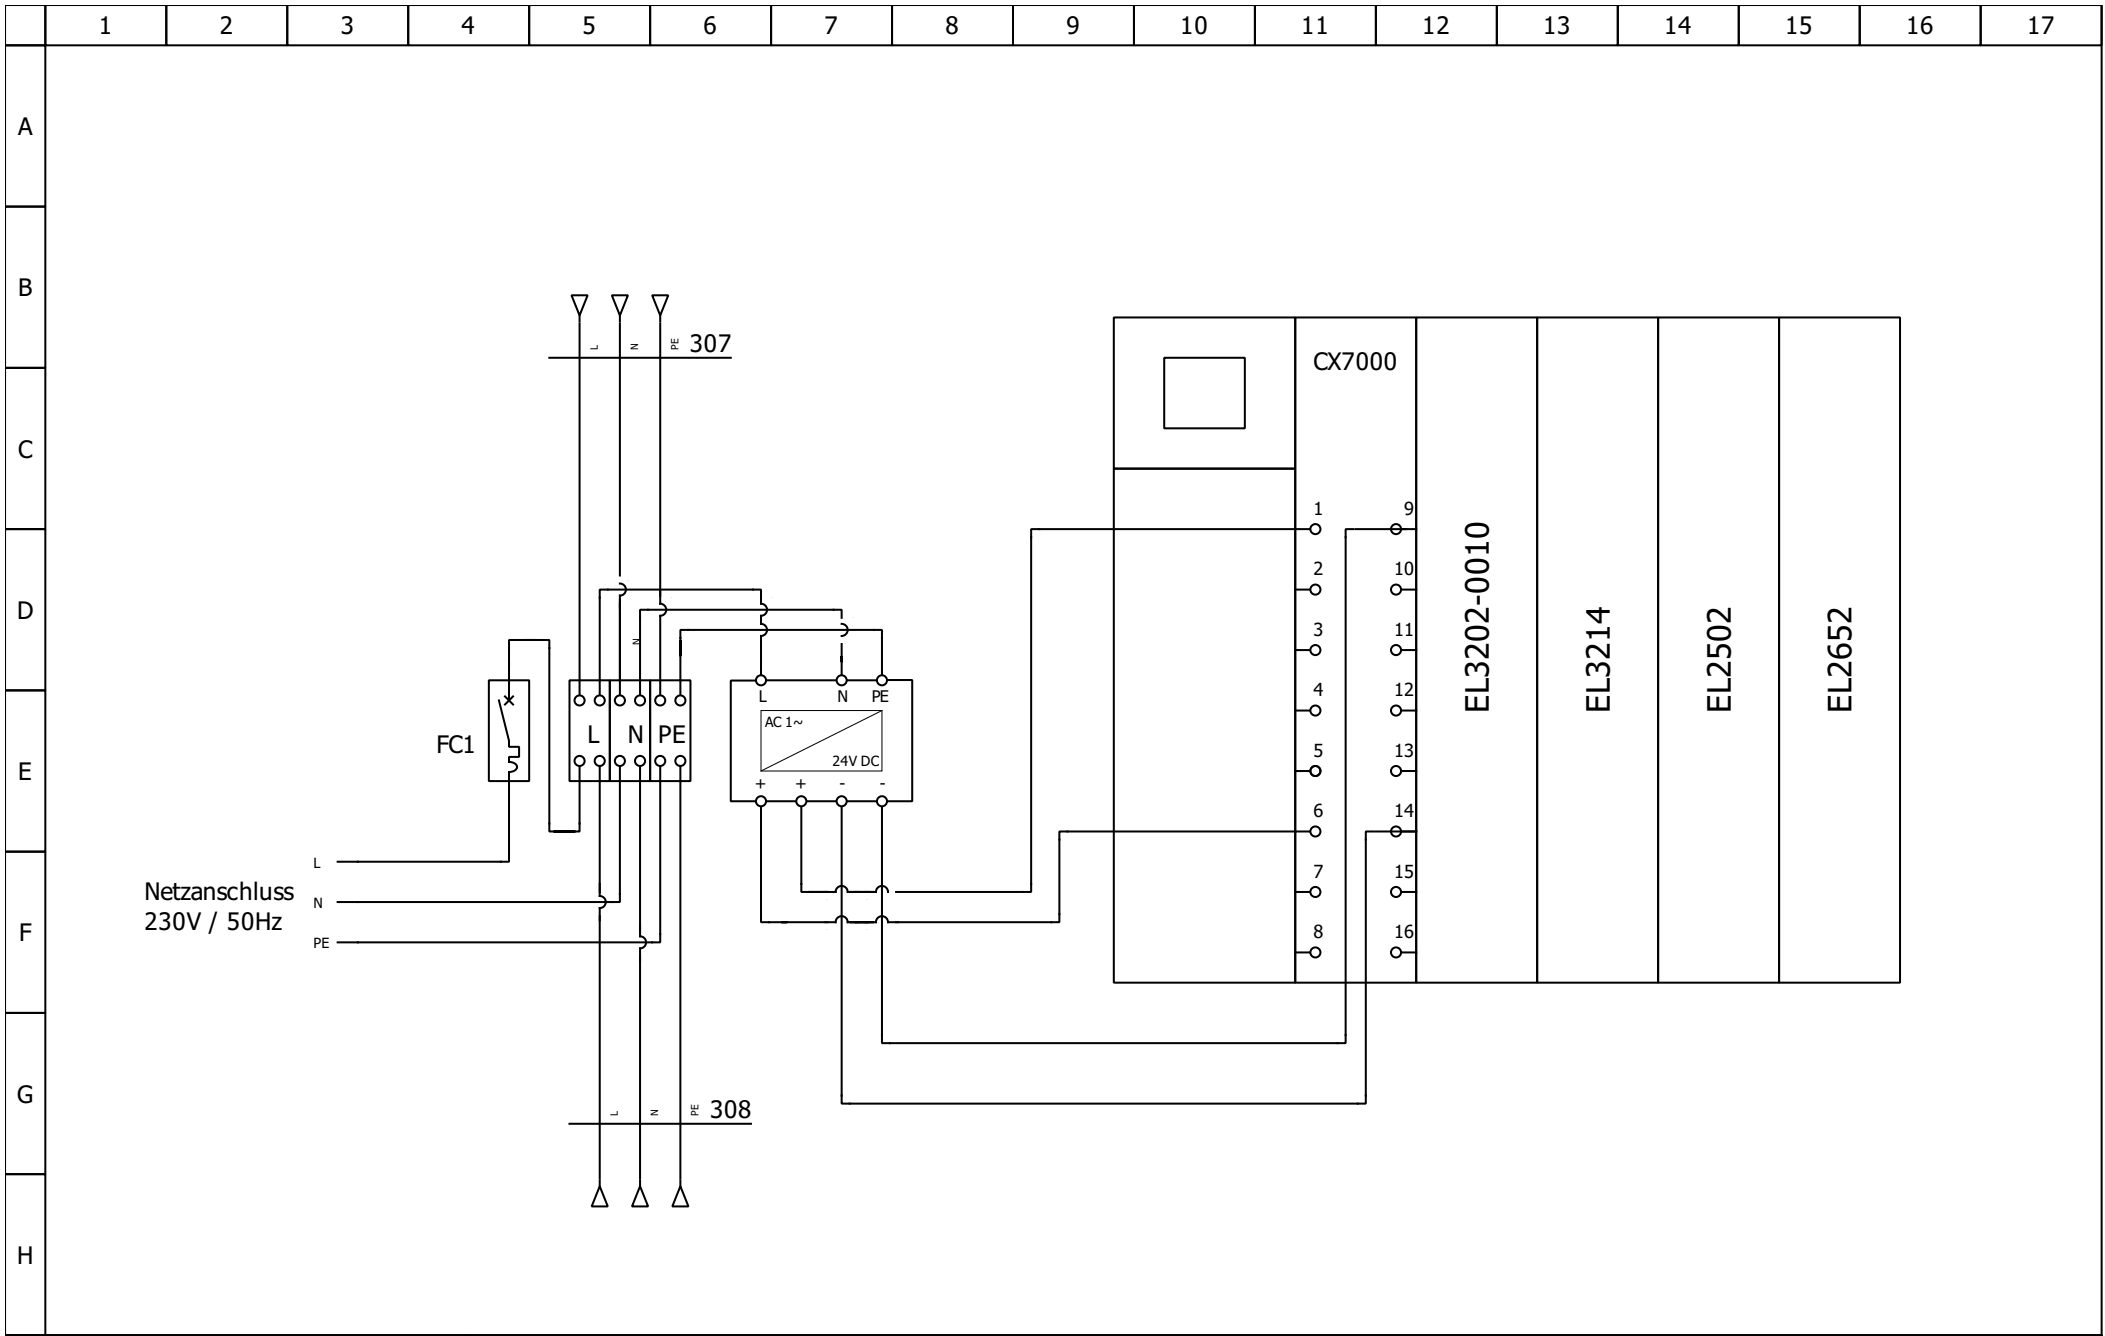 1 2 3 4 5 6 7 8 9 10 11 12 13 14 15 16 17
A
B
L N PE 307
CX7000
C
1 9
2 10
D
N
3 11
EL3202-0010
EL3214
EL2502
EL2652
L N PE
4 12
AC 1~
FC1
L N PE
5 13
24V DC
E
+ + - -
6 14
L
7 15
Netzanschluss
N
230V / 50Hz
F
PE
8 16
G
L N PE 308
H